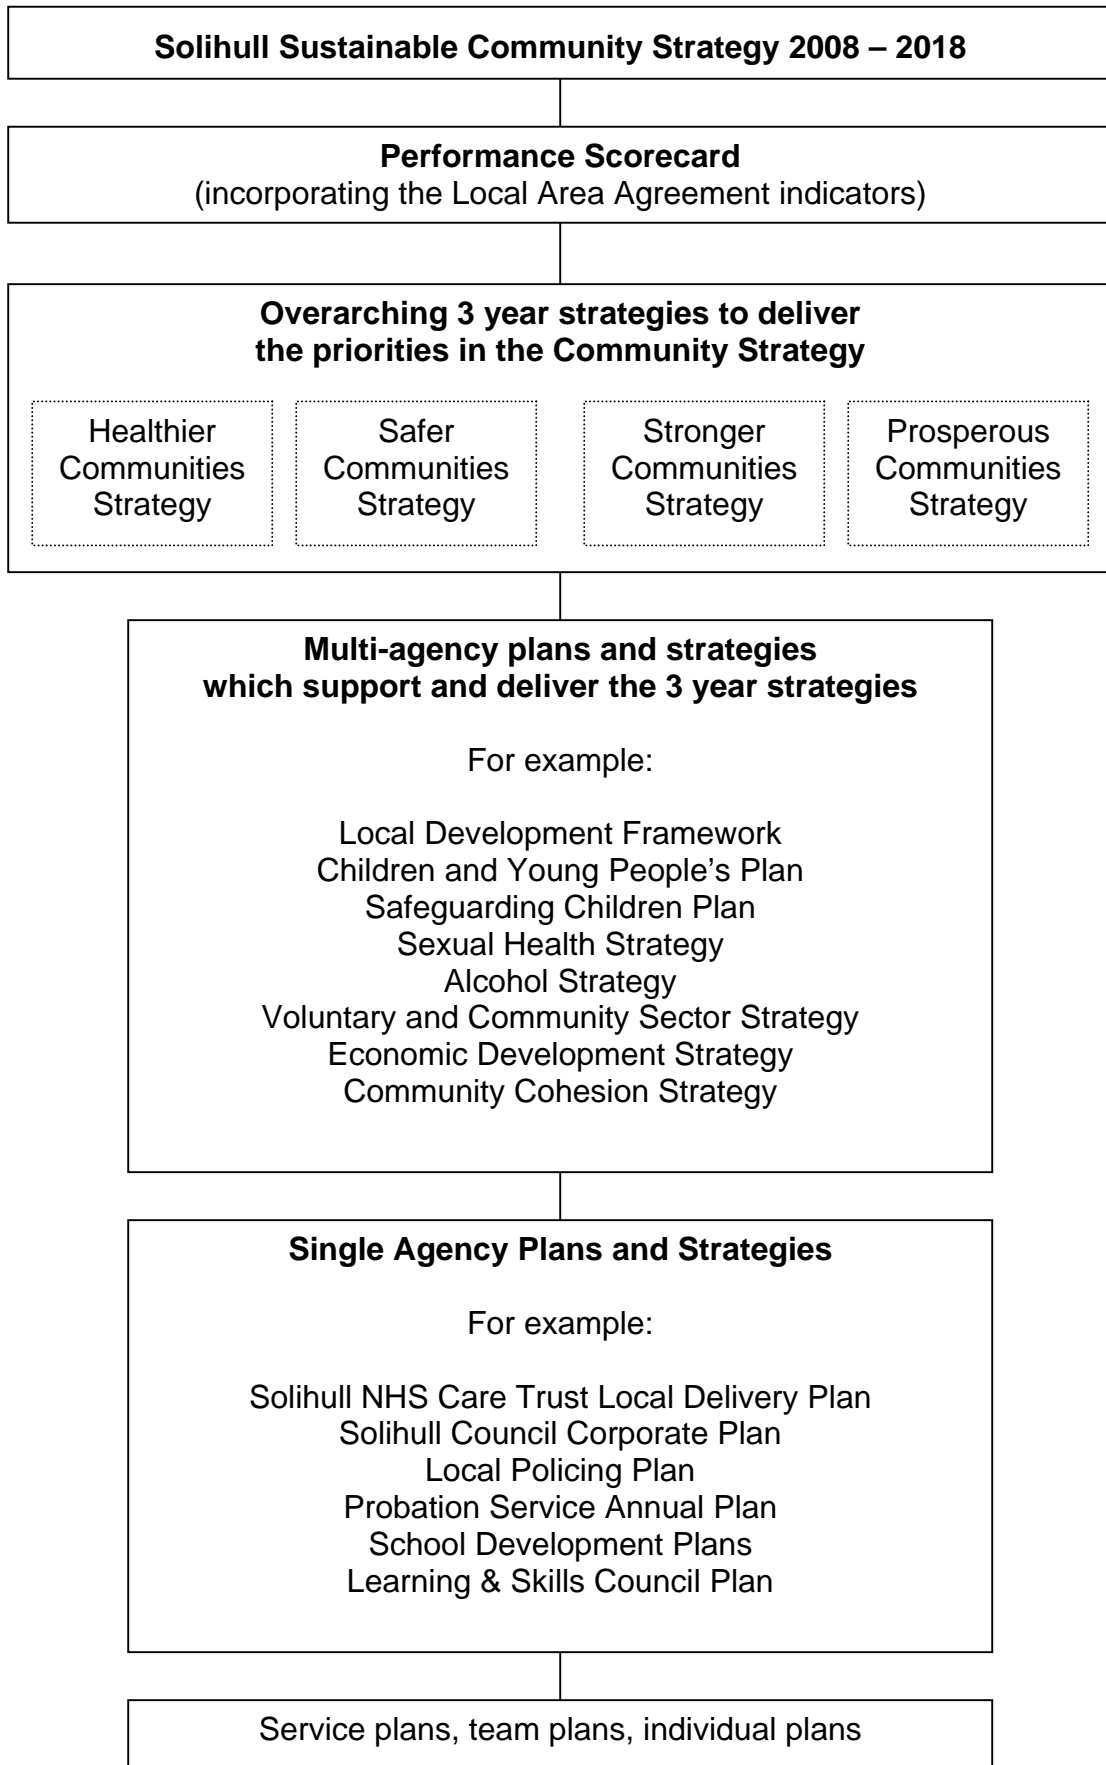 Solihull Sustainable Community Strategy 2008 – 2018
Performance Scorecard
(incorporating the Local Area Agreement indicators)
Overarching 3 year strategies to deliver
the priorities in the Community Strategy
Healthier
Communities
Strategy
Safer
Communities
Strategy
Stronger
Communities
Strategy
Prosperous
Communities
Strategy
Multi-agency plans and strategies
which support and deliver the 3 year strategies
For example:
Local Development Framework
Children and Young People’s Plan
Safeguarding Children Plan
Sexual Health Strategy
Alcohol Strategy
Voluntary and Community Sector Strategy
Economic Development Strategy
Community Cohesion Strategy
Single Agency Plans and Strategies
For example:
Solihull NHS Care Trust Local Delivery Plan
Solihull Council Corporate Plan
Local Policing Plan
Probation Service Annual Plan
School Development Plans
Learning & Skills Council Plan
Service plans, team plans, individual plans